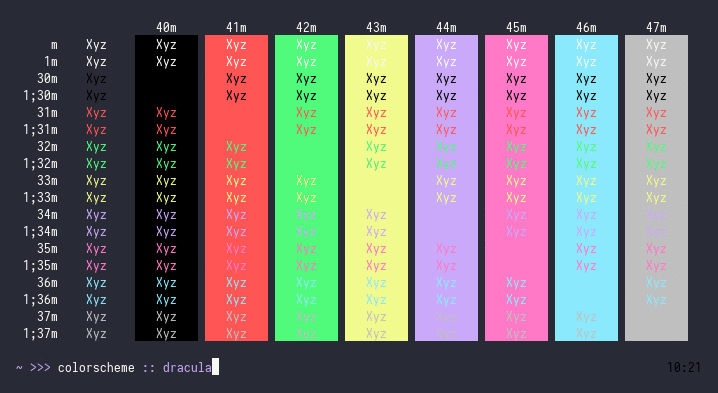 40m 41m 42m 43m 44m 45m 46m 47m
m Xyz Xyz Xyz Xyz Xyz Xyz Xyz Xyz Xyz
1m Xyz Xyz Xyz Xyz Xyz Xyz Xyz Xyz Xyz
30m Xyz Xyz Xyz Xyz Xyz Xyz Xyz Xyz
1;30m Xyz Xyz Xyz Xyz Xyz Xyz Xyz Xyz
31m Xyz Xyz Xyz Xyz Xyz Xyz Xyz Xyz
1;31m Xyz Xyz Xyz Xyz Xyz Xyz Xyz Xyz
32m Xyz Xyz Xyz Xyz Xyz Xyz Xyz Xyz
1;32m Xyz Xyz Xyz Xyz Xyz Xyz Xyz Xyz
33m Xyz Xyz Xyz Xyz Xyz Xyz Xyz Xyz
1;33m Xyz Xyz Xyz Xyz Xyz Xyz Xyz Xyz
34m Xyz Xyz Xyz Xyz Xyz Xyz Xyz Xyz
1;34m Xyz Xyz Xyz Xyz Xyz Xyz Xyz Xyz
35m Xyz Xyz Xyz Xyz Xyz Xyz Xyz Xyz
1;35m Xyz Xyz Xyz Xyz Xyz Xyz Xyz Xyz
36m Xyz Xyz Xyz Xyz Xyz Xyz Xyz Xyz
1;36m Xyz Xyz Xyz Xyz Xyz Xyz Xyz Xyz
37m Xyz Xyz Xyz Xyz Xyz Xyz Xyz Xyz
1;37m Xyz Xyz Xyz Xyz Xyz Xyz Xyz Xyz
~ >>> colorscheme :: dracula 10:21